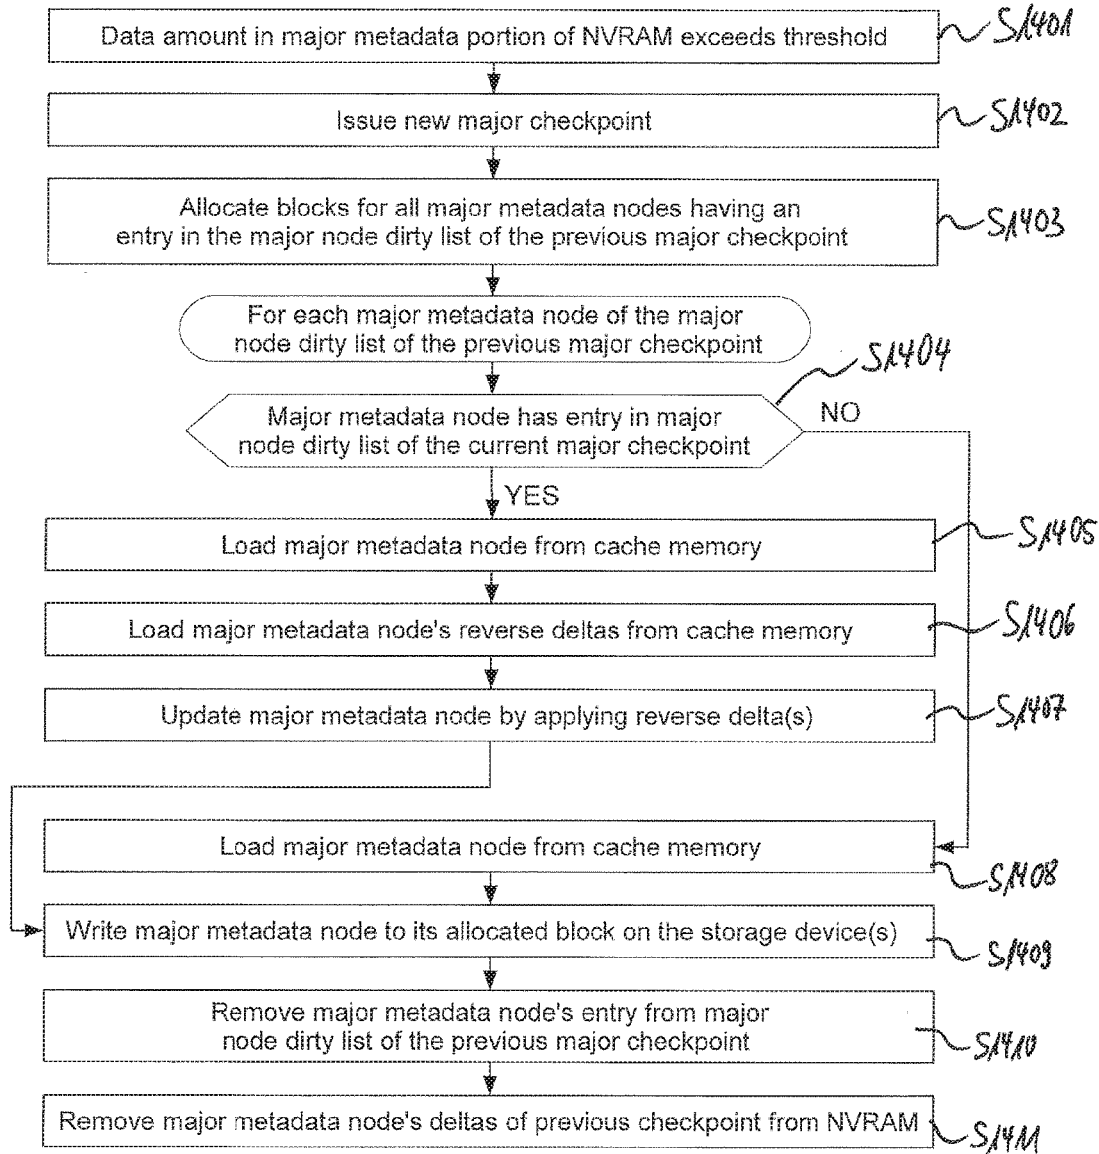 Data amount in major metadata portion of NVRAM exceeds threshold
S1401
Issue new major checkpoint
S1402
Allocate blocks for all major metadata nodes having an
entry in the major node dirty list of the previous major checkpoint
S1403
For each major metadata node of the major
node dirty list of the previous major checkpoint
S1404
Major metadata node has entry in major
node dirty list of the current major checkpoint
NO
YES
Load major metadata node from cache memory
S1405
Load major metadata node's reverse deltas from cache memory
S1406
Update major metadata node by applying reverse delta(s)
S1407
Load major metadata node from cache memory
S1408
Write major metadata node to its allocated block on the storage device(s)
S1409
Remove major metadata node's entry from major
node dirty list of the previous major checkpoint
S1410
Remove major metadata node's deltas of previous checkpoint from NVRAM
S1411